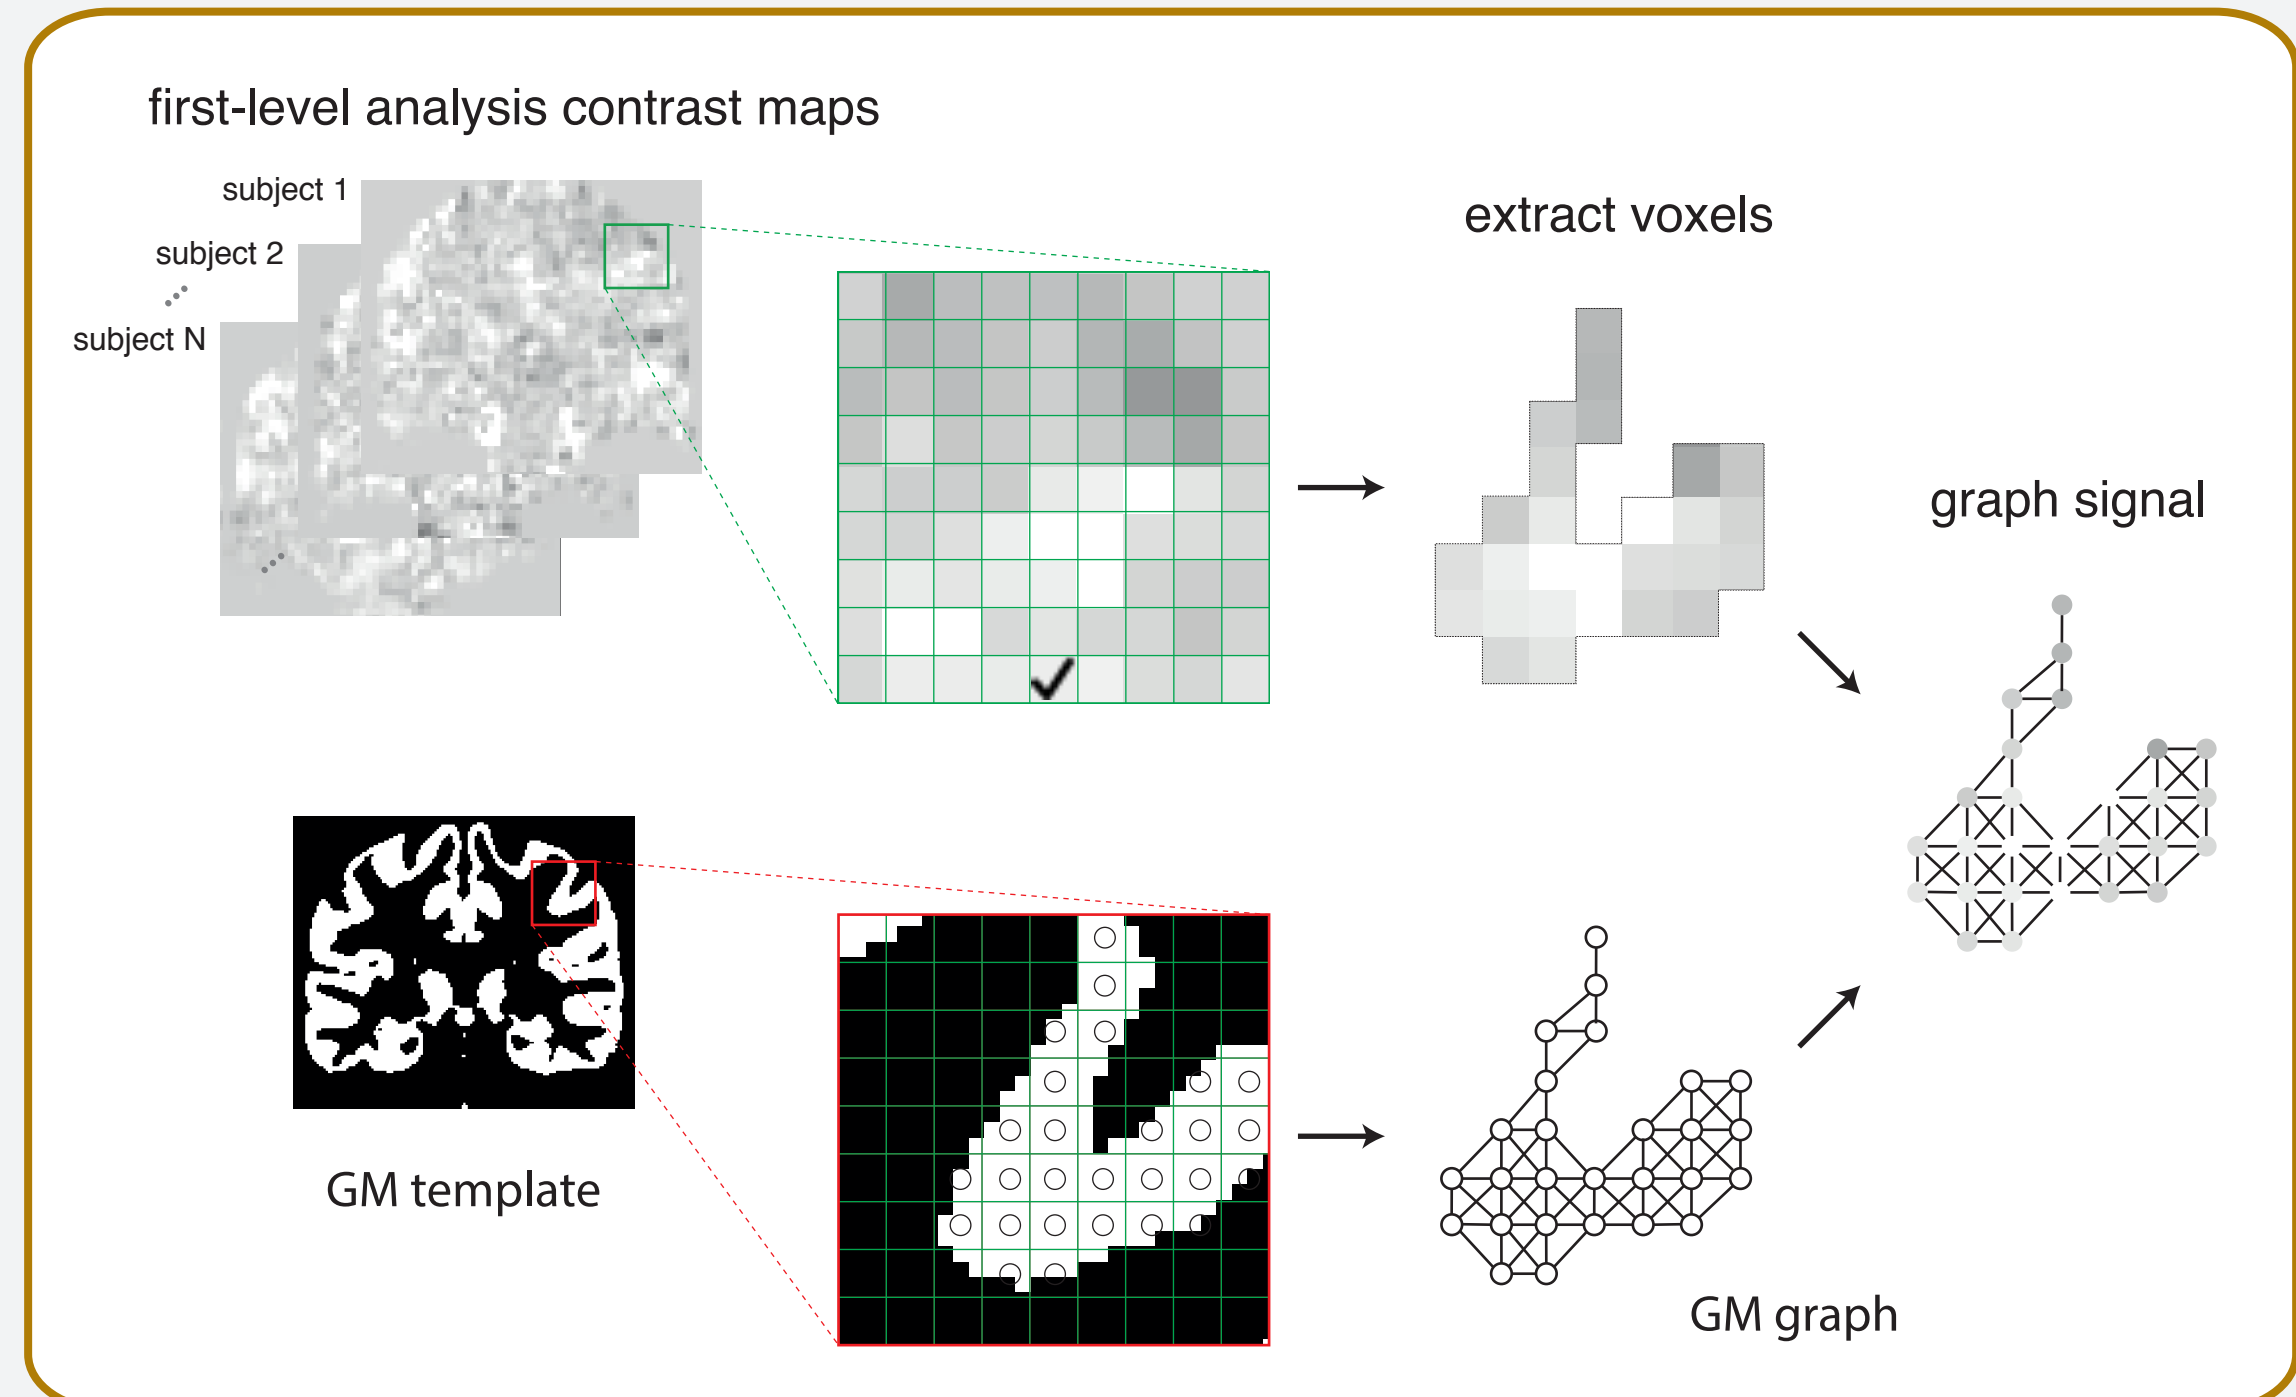 first-level analysis contrast maps
subject 1
subject 2
subject N
extract voxels
graph signal
GM template
GM graph